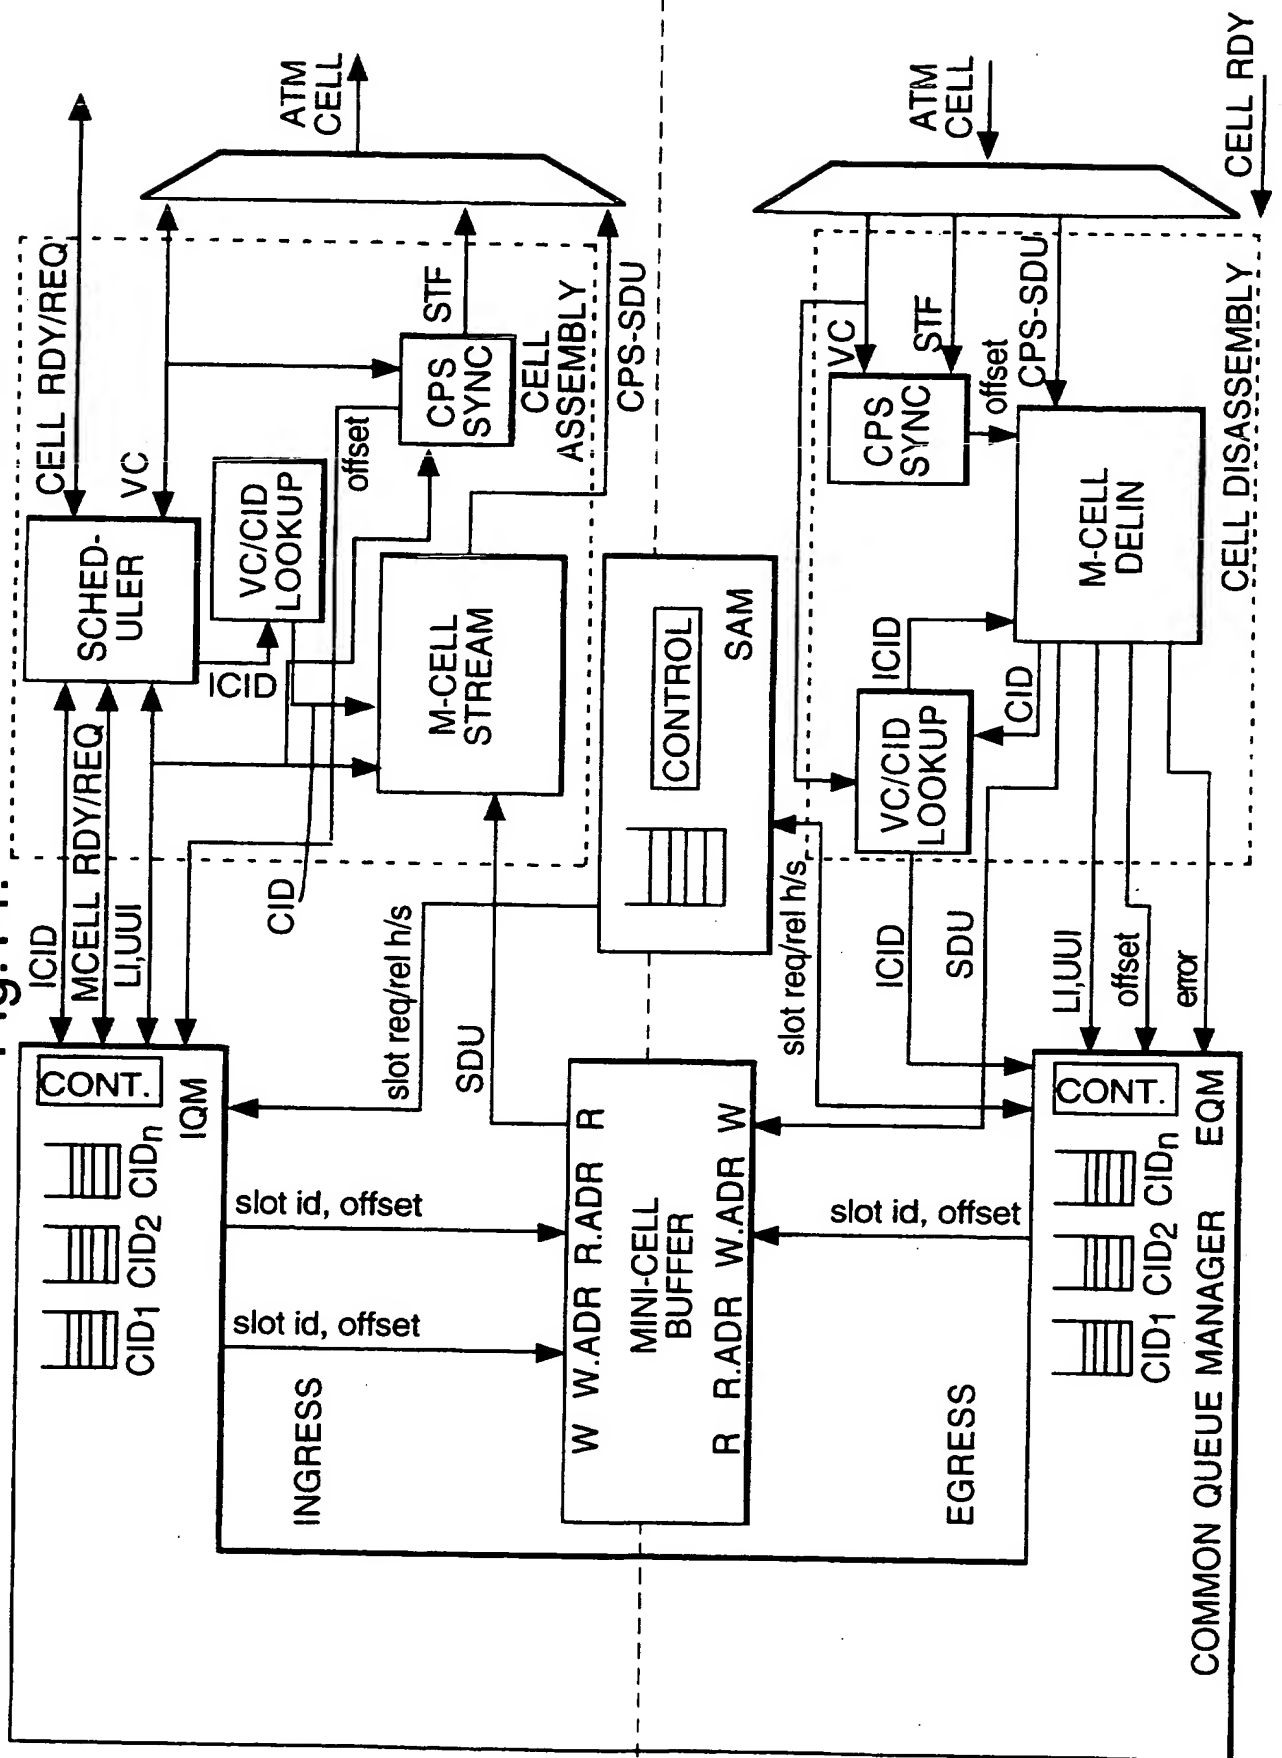 CELL RDY/REQ
ATM
CELL
VC
SCHED-
ULER
VC/CID
LOOKUP
STF
CPS
SYNC
CELL
ASSEMBLY
CPS-SDU
offset
ICID
M-CELL
STREAM
ICID
MCELL RDY/REQ
LI,UUI
CID
slot req/rel h/s
SDU
CONT.
IQM
CIDn
CID2
CID1
slot id, offset
slot id, offset
INGRESS
CONTROL
SAM
W W.ADR R.ADR R
MINI-CELL
BUFFER
R R.ADR W.ADR W
EGRESS
slot id, offset
slot req/rel h/s
ATM
CELL
CELL RDY
VC
STF
CPS-SDU
CPS
SYNC
offset
CELL DISASSEMBLY
M-CELL
DELIN
ICID
CID
VC/CID
LOOKUP
ICID
SDU
LI,UUI
offset
error
CONT.
CIDn
CID2
CID1
COMMON QUEUE MANAGER EQM